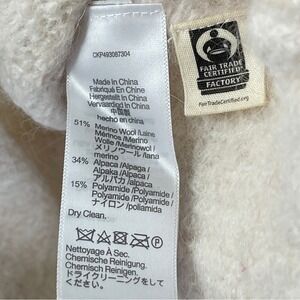 CKP493087304
Made in China
Fabriqué En Chine
Hergestellt in China
Vervaardigd in China
中国製
hecho en china
51% Merino Wool /Laine
Mérinos/Merino-
Wolle/Merinowol/
メリノウール/lana
34% merino
Alpaca/Alpaga/
Alpaka/Alpaca/
アルパカ /alpaca
15% Polyamide/Polyamide/
Polyamid/Polyamide/
ナイロン/poliamida
Dry Clean.
P
Nettoyage À Sec.
Chemisch Reinigen.
Chemisch Reinigen.
ドライクリーニングをして
ください。
FAIR TRADE
CERTIFIED
FACTORY
FairTradeCertified.org